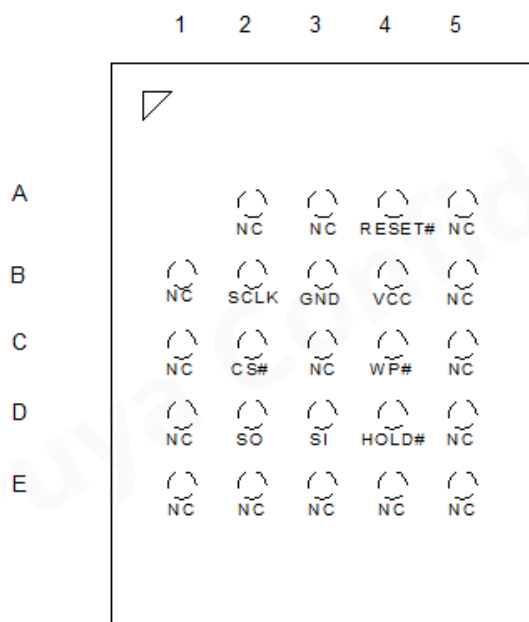 1 2 3 4 5
A
NC NC RESET# NC
B
NC SCLK GND VCC NC
C
NC CS# NC WP# NC
D
NC SO SI HOLD# NC
E
NC NC NC NC NC